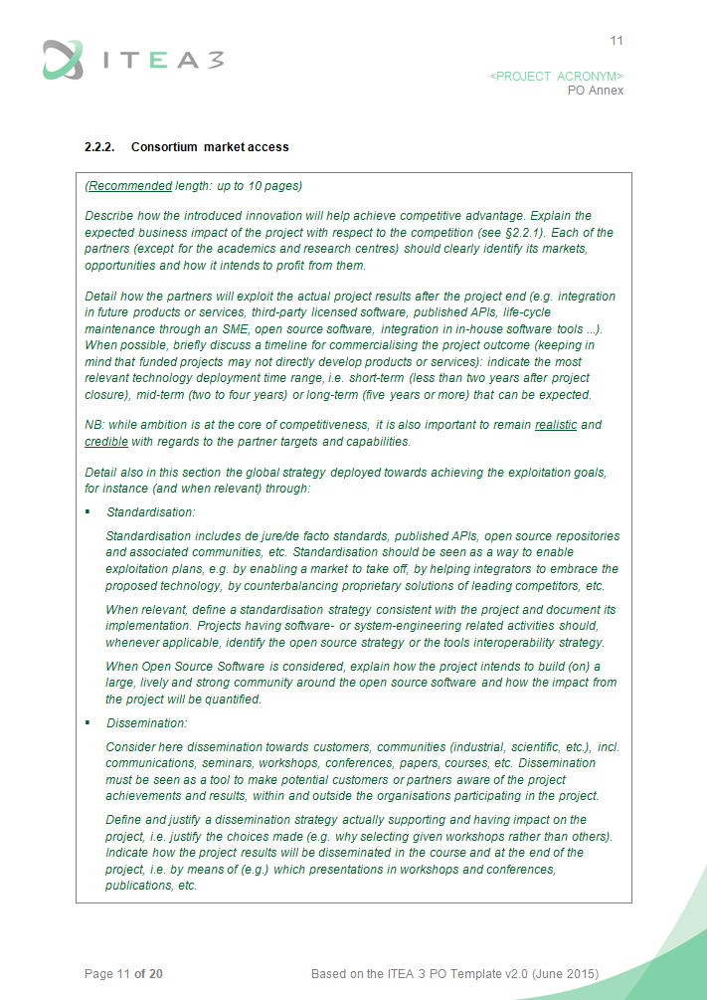 11
ITEA3
<PROJECT ACRONYM>
PO Annex
2.2.2. Consortium market access
(Recommended length: up to 10 pages)
Describe how the introduced innovation will help achieve competitive advantage. Explain the
expected business impact of the project with respect to the competition (see §2.2.1). Each of the
partners (except for the academics and research centres) should clearly identify its markets,
opportunities and how it intends to profit from them.
Detail how the partners will exploit the actual project results after the project end (e.g. integration
in future products or services, third-party licensed software, published APIs, life-cycle
maintenance through an SME, open source software, integration in in-house software tools ...).
When possible, briefly discuss a timeline for commercialising the project outcome (keeping in
mind that funded projects may not directly develop products or services): indicate the most
relevant technology deployment time range, i.e. short-term (less than two years after project
closure), mid-term (two to four years) or long-term (five years or more) that can be expected.
NB: while ambition is at the core of competitiveness, it is also important to remain realistic and
credible with regards to the partner targets and capabilities.
Detail also in this section the global strategy deployed towards achieving the exploitation goals,
for instance (and when relevant) through:
▪ Standardisation:
Standardisation includes de jure/de facto standards, published APIs, open source repositories
and associated communities, etc. Standardisation should be seen as a way to enable
exploitation plans, e.g. by enabling a market to take off, by helping integrators to embrace the
proposed technology, by counterbalancing proprietary solutions of leading competitors, etc.
When relevant, define a standardisation strategy consistent with the project and document its
implementation. Projects having software- or system-engineering related activities should,
whenever applicable, identify the open source strategy or the tools interoperability strategy.
When Open Source Software is considered, explain how the project intends to build (on) a
large, lively and strong community around the open source software and how the impact from
the project will be quantified.
▪ Dissemination:
Consider here dissemination towards customers, communities (industrial, scientific, etc.), incl.
communications, seminars, workshops, conferences, papers, courses, etc. Dissemination
must be seen as a tool to make potential customers or partners aware of the project
achievements and results, within and outside the organisations participating in the project.
Define and justify a dissemination strategy actually supporting and having impact on the
project, i.e. justify the choices made (e.g. why selecting given workshops rather than others).
Indicate how the project results will be disseminated in the course and at the end of the
project, i.e. by means of (e.g.) which presentations in workshops and conferences,
publications, etc.
Page 11 of 20 Based on the ITEA 3 PO Template v2.0 (June 2015)